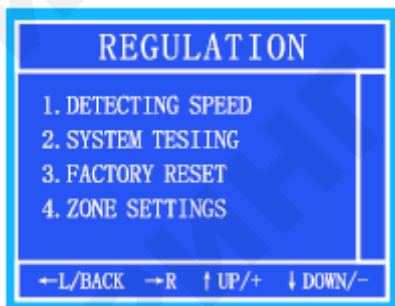 REGULATION
1. DETECTING SPEED
2. SYSTEM TESIING
3. FACTORY RESET
4. ZONE SETTINGS
←L/BACK →R ↑UP/+ ↓DOWN/-